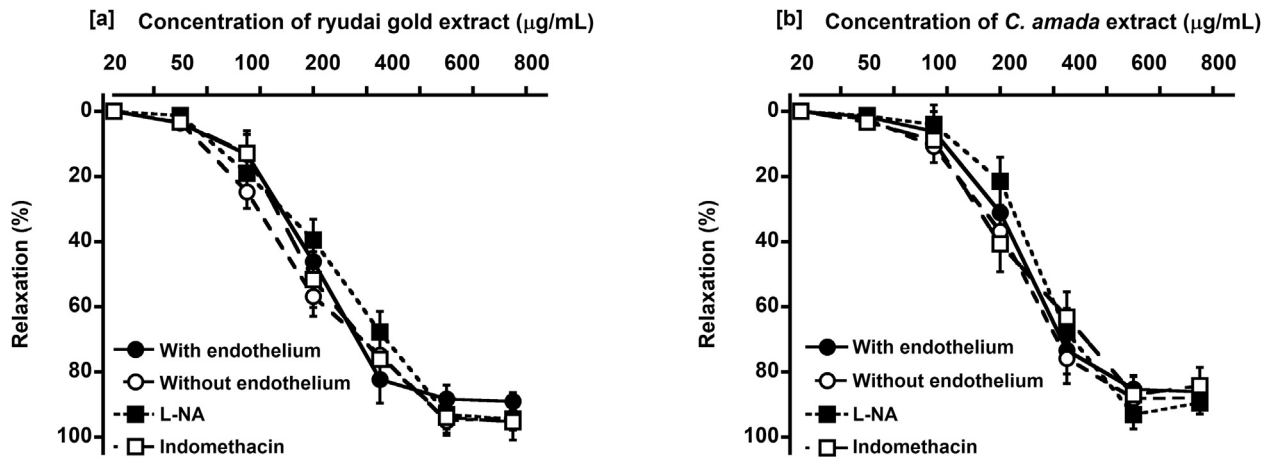 [a] Concentration of ryudai gold extract (μg/mL)
20 50 100 200 400 600 800
0
20
40
60
80
100
Relaxation (%)
With endothelium
Without endothelium
L-NA
Indomethacin
[b] Concentration of C. amada extract (μg/mL)
20 50 100 200 400 600 800
0
20
40
60
80
100
Relaxation (%)
With endothelium
Without endothelium
L-NA
Indomethacin